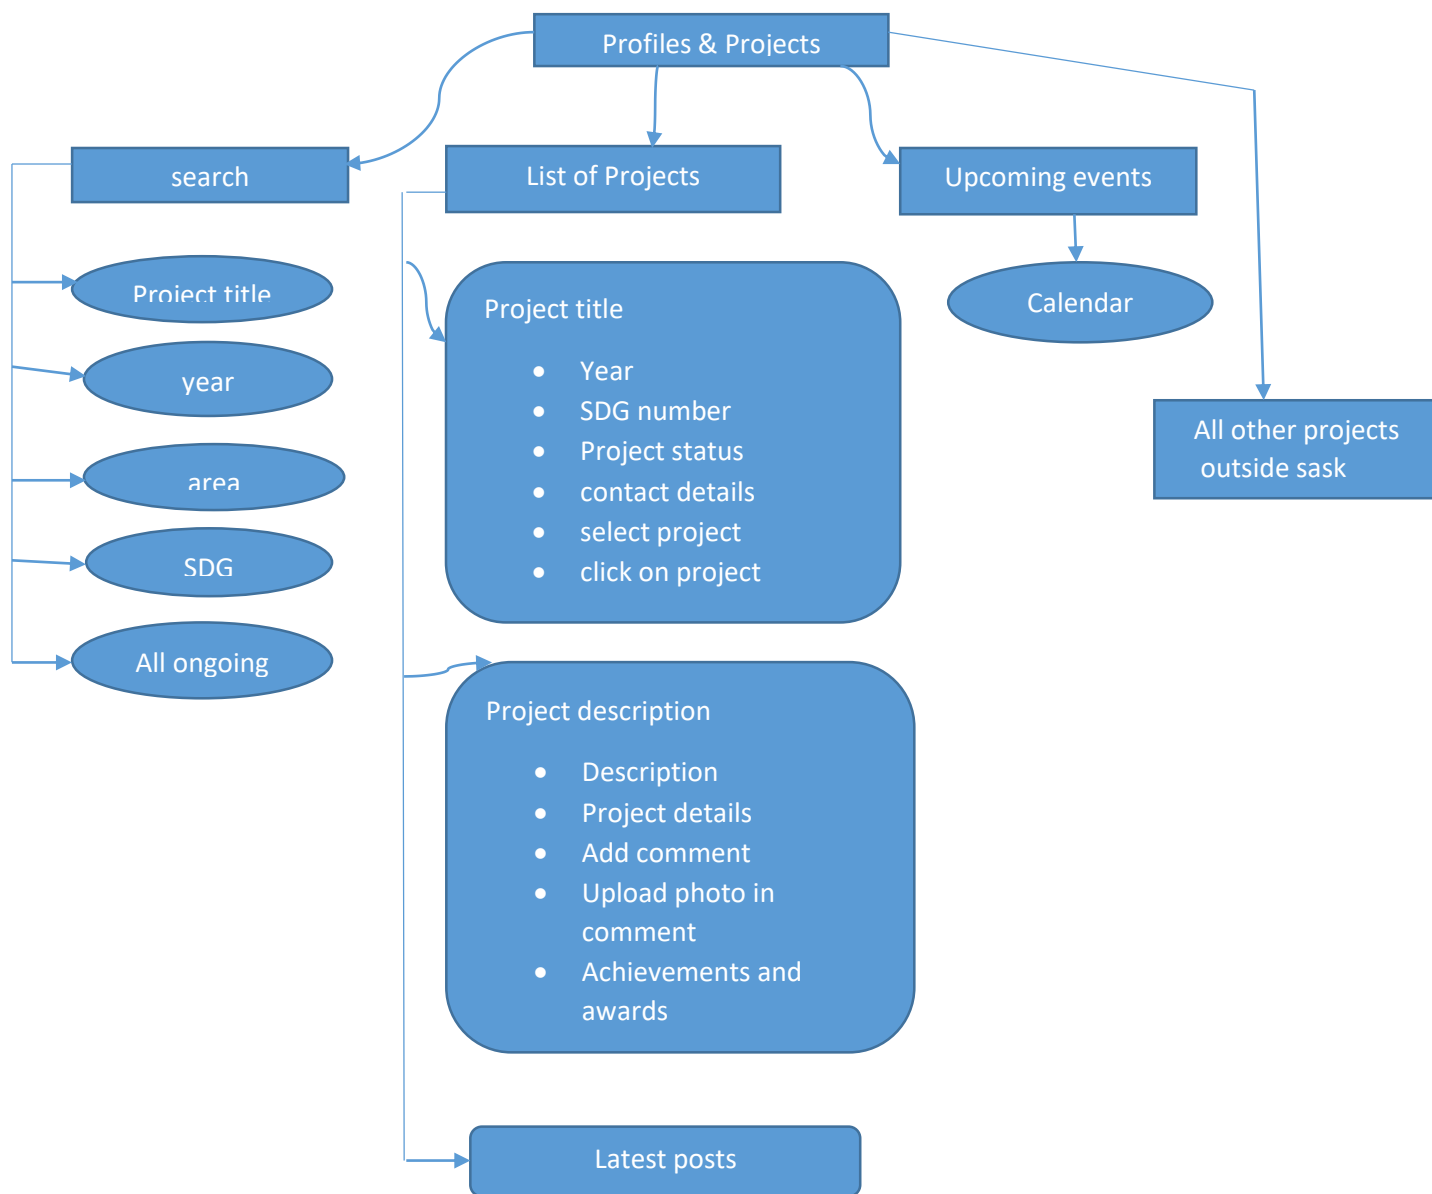 Profiles & Projects
search
List of Projects
Upcoming events
Project title
year
area
SDG
All ongoing
Project title
• Year
• SDG number
• Project status
• contact details
• select project
• click on project
Calendar
All other projects
outside sask
Project description
• Description
• Project details
• Add comment
• Upload photo in
comment
• Achievements and
awards
Latest posts